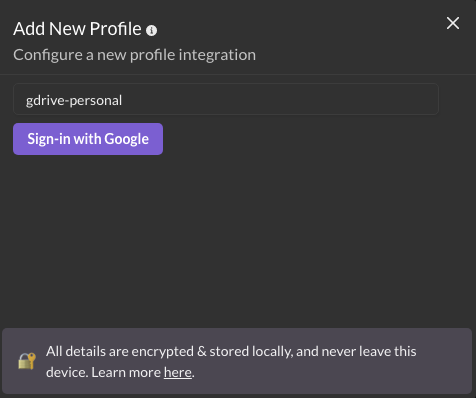 Add New Profile
Configure a new profile integration
gdrive-personal
Sign-in with Google
All details are encrypted & stored locally, and never leave this
device. Learn more here.